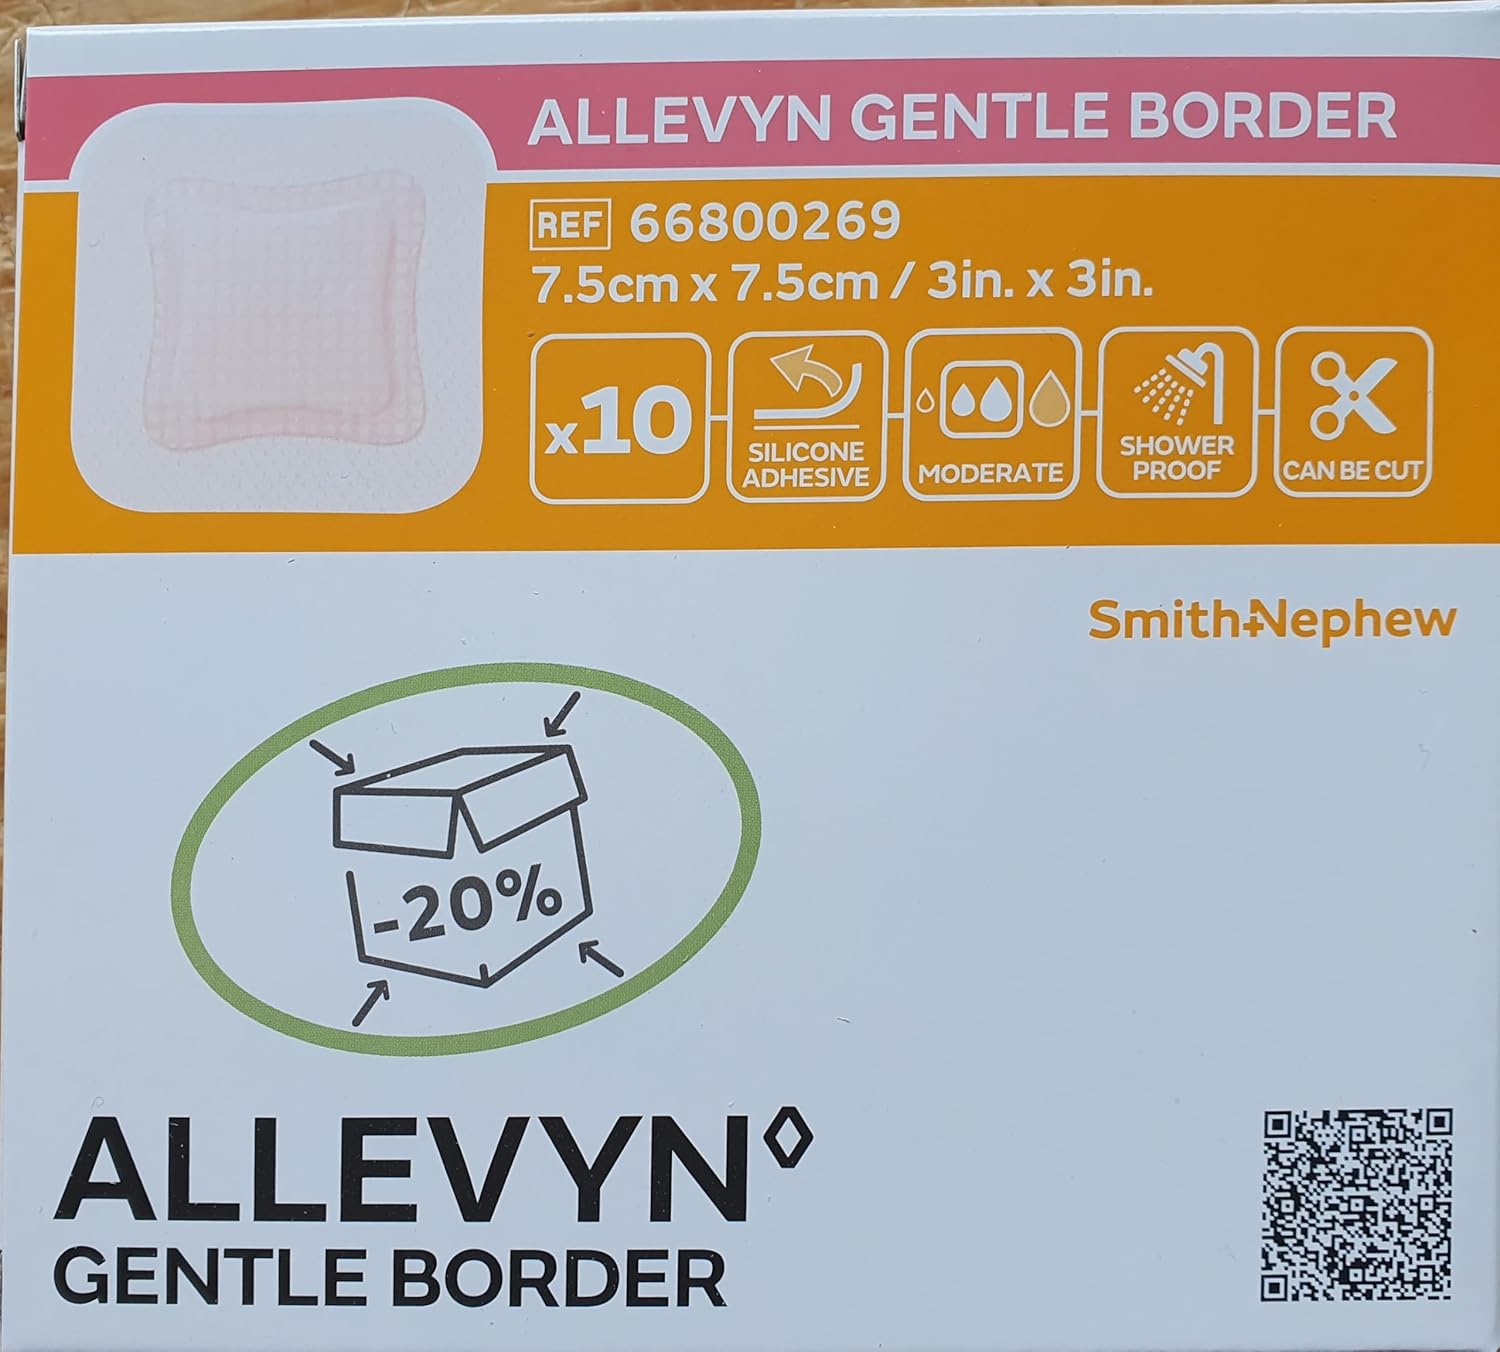 ALLEVYN GENTLE BORDER
REF 66800269
7.5cm x 7.5cm / 3in. x 3in.
x10
SILICONE
ADHESIVE
MODERATE
SHOWER
PROOF
CAN BE CUT
Smith+Nephew
-20%
ALLEVYN◊
GENTLE BORDER